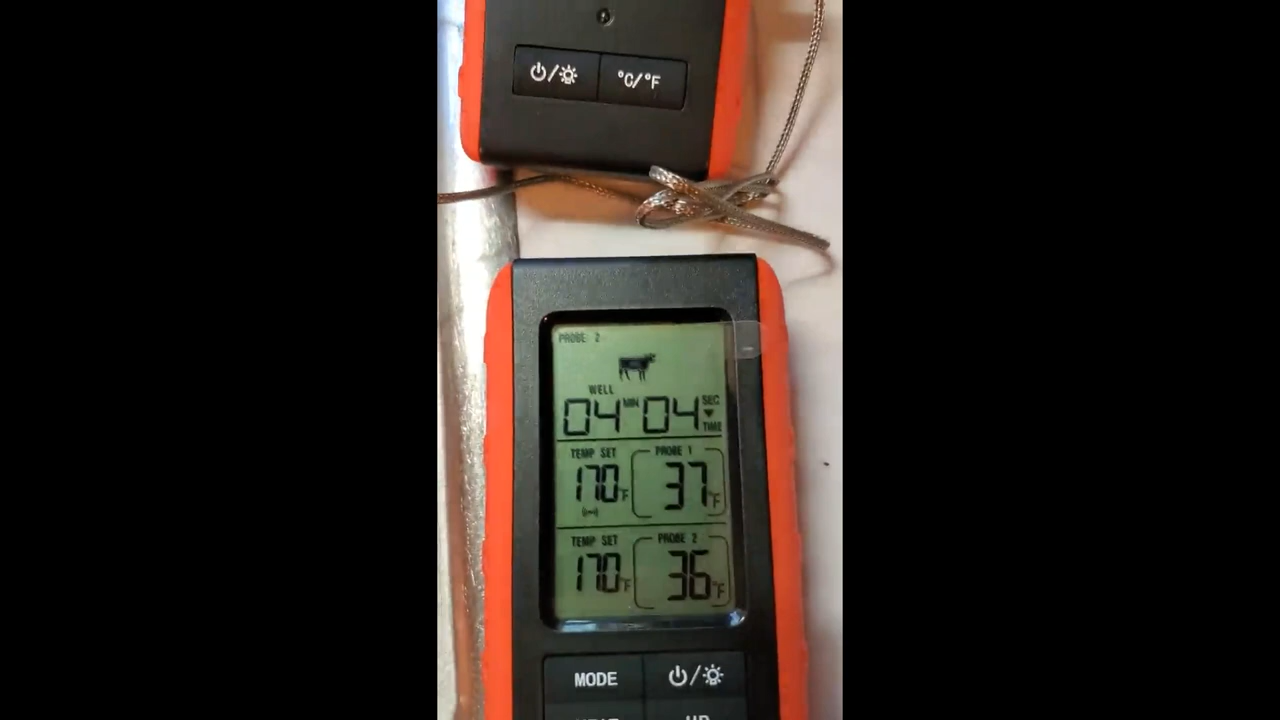 °C/°F
PROBE 2
WELL
04 MIN 04 SEC
TIME
TEMP SET PROBE 1
170°F 37°F
TEMP SET PROBE 2
170°F 36°F
MODE
UP